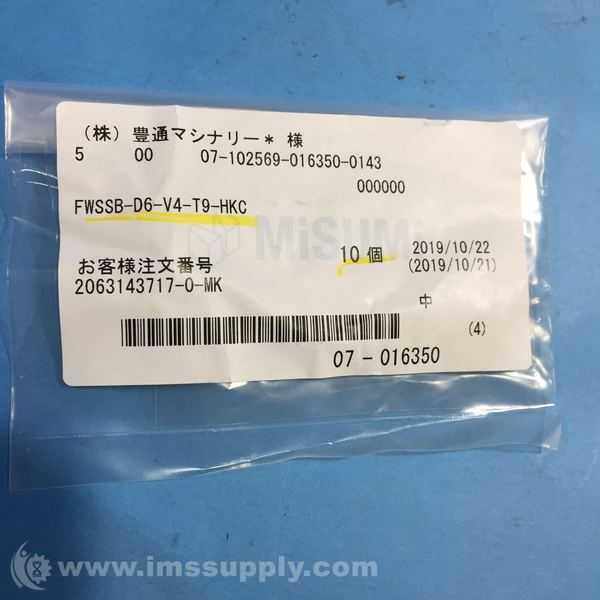 (株) 豊通マシナリー* 様
5 00 07-102569-016350-0143
000000
FWSSB-D6-V4-T9-HKC
MiSUMi
10 個 2019/10/22
(2019/10/21)
お客様注文番号
2063143717-0-MK
中
(4)
07 - 016350
www.imssupply.com